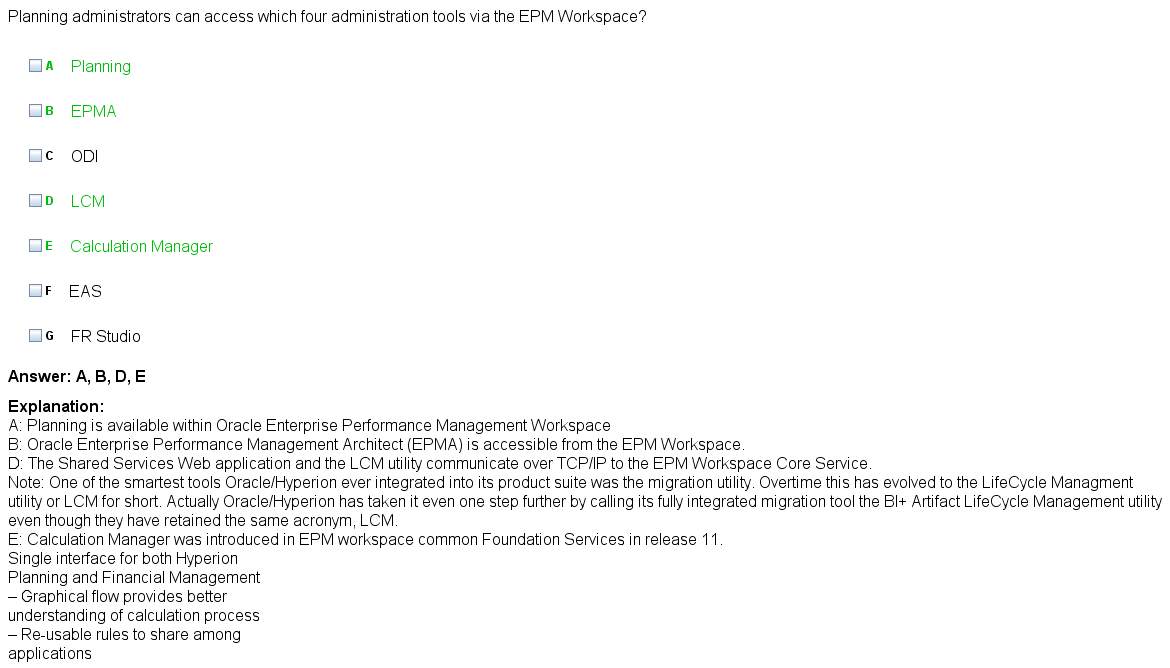 Planning administrators can access which four administration tools via the EPM Workspace?
A Planning
B EPMA
C ODI
D LCM
E Calculation Manager
F EAS
G FR Studio
Answer: A, B, D, E
Explanation:
A: Planning is available within Oracle Enterprise Performance Management Workspace
B: Oracle Enterprise Performance Management Architect (EPMA) is accessible from the EPM Workspace.
D: The Shared Services Web application and the LCM utility communicate over TCP/IP to the EPM Workspace Core Service.
Note: One of the smartest tools Oracle/Hyperion ever integrated into its product suite was the migration utility. Overtime this has evolved to the LifeCycle Managment
utility or LCM for short. Actually Oracle/Hyperion has taken it even one step further by calling its fully integrated migration tool the BI+ Artifact LifeCycle Management utility
even though they have retained the same acronym, LCM.
E: Calculation Manager was introduced in EPM workspace common Foundation Services in release 11.
Single interface for both Hyperion
Planning and Financial Management
– Graphical flow provides better
understanding of calculation process
– Re-usable rules to share among
applications